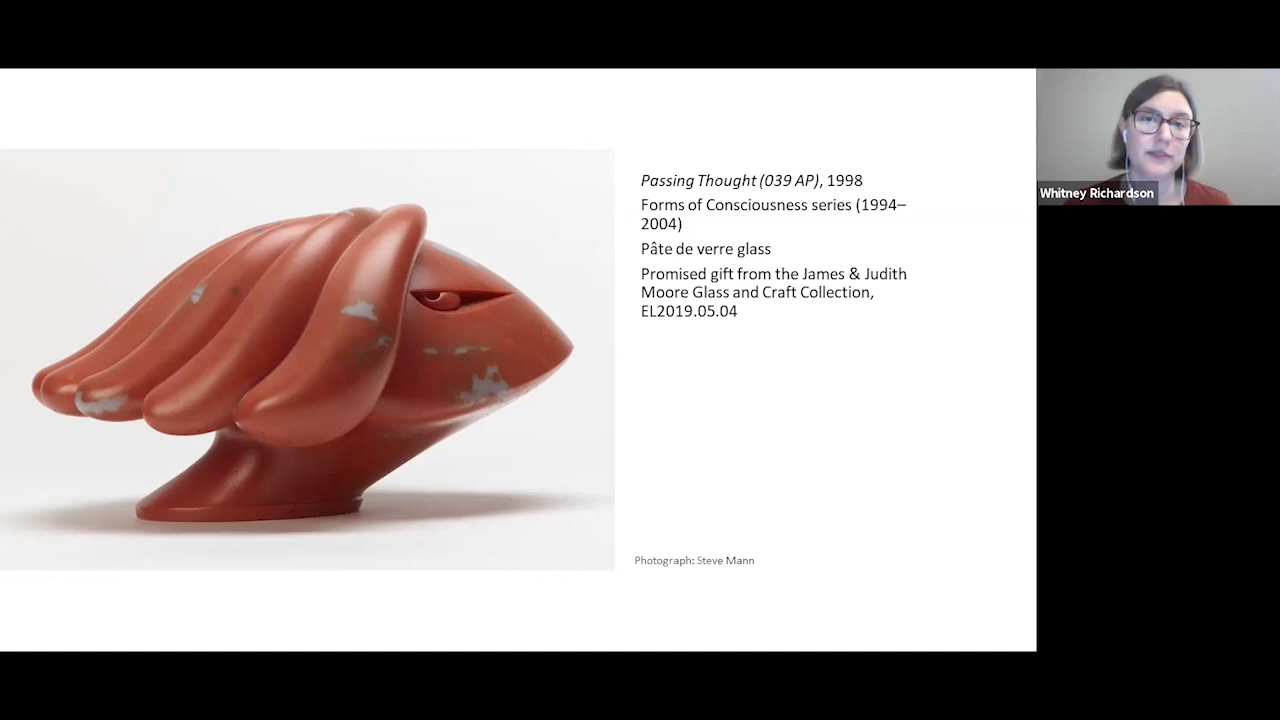 Passing Thought (039 AP), 1998
Forms of Consciousness series (1994–
2004)
Pâte de verre glass
Promised gift from the James & Judith
Moore Glass and Craft Collection,
EL2019.05.04
Photograph: Steve Mann
Whitney Richardson